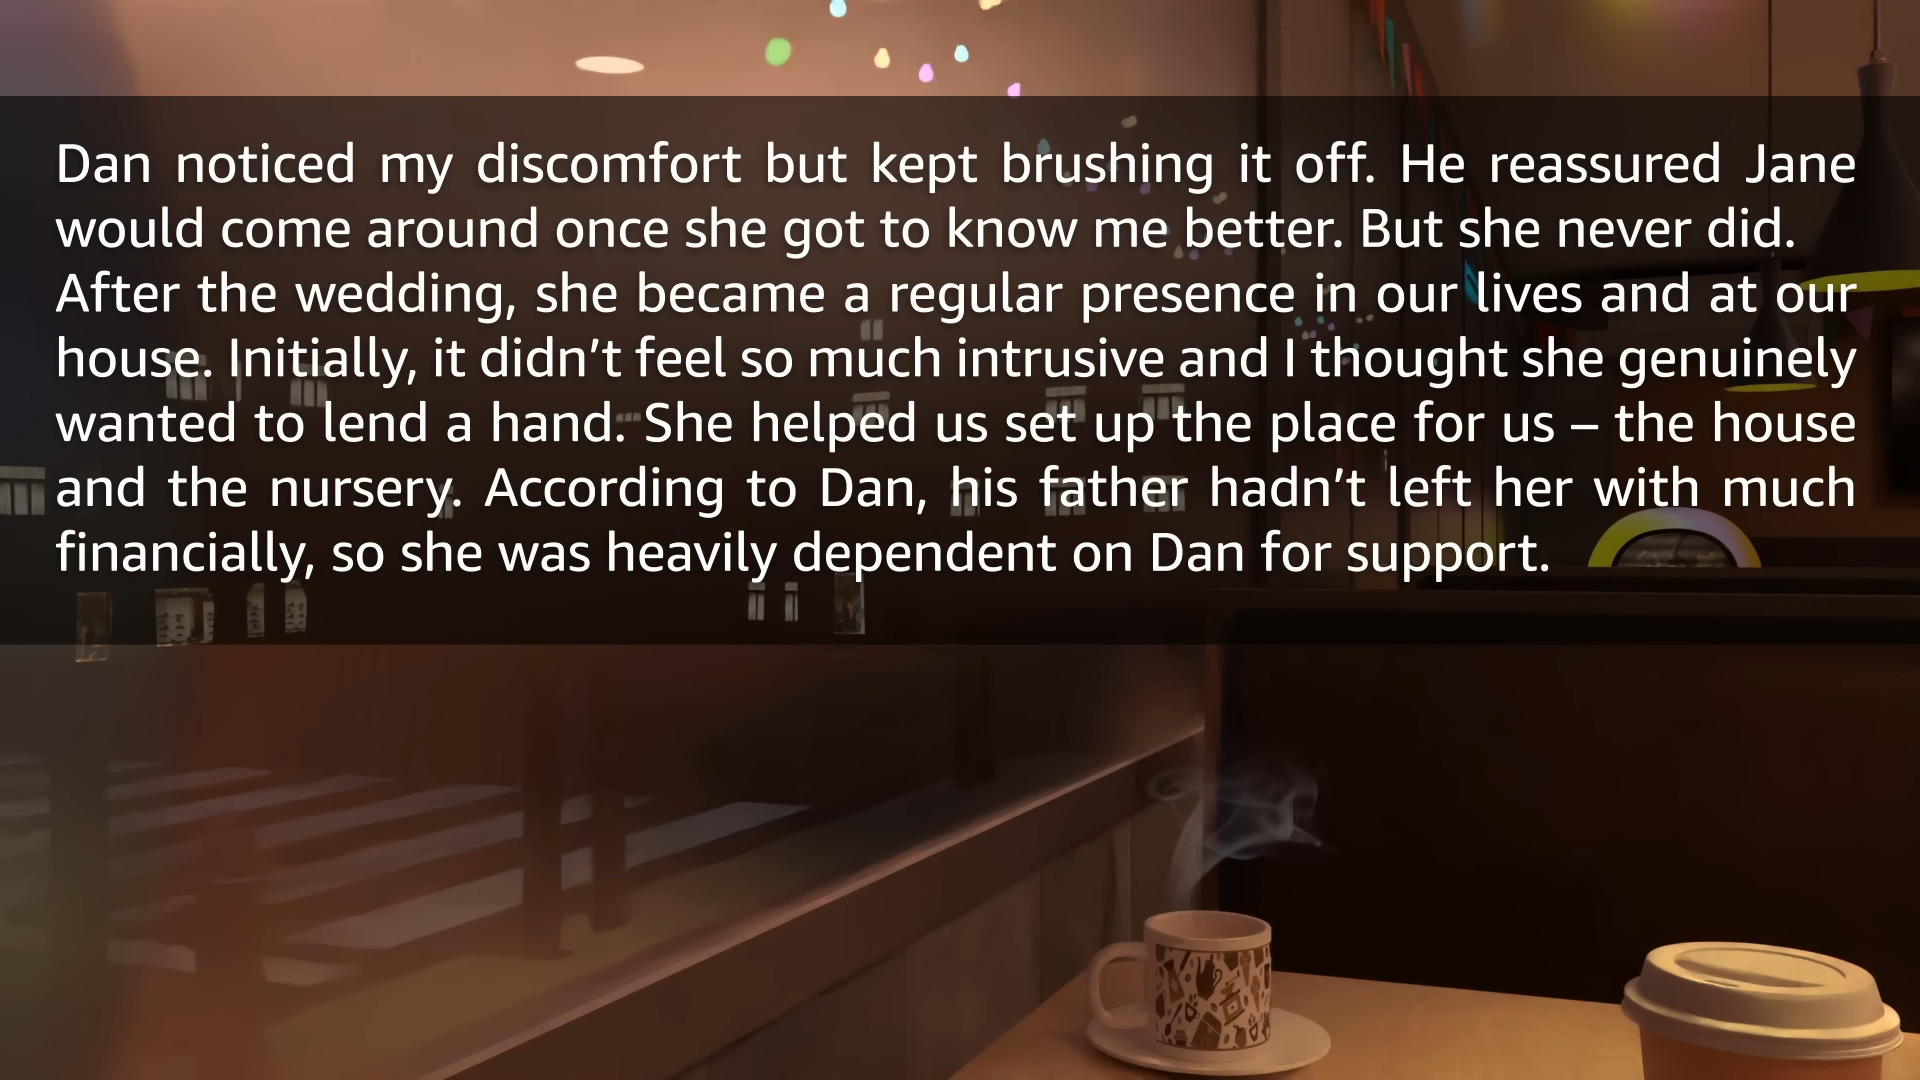 Dan noticed my discomfort but kept brushing it off. He reassured Jane
would come around once she got to know me better. But she never did.
After the wedding, she became a regular presence in our lives and at our
house. Initially, it didn’t feel so much intrusive and I thought she genuinely
wanted to lend a hand. She helped us set up the place for us – the house
and the nursery. According to Dan, his father hadn’t left her with much
financially, so she was heavily dependent on Dan for support.